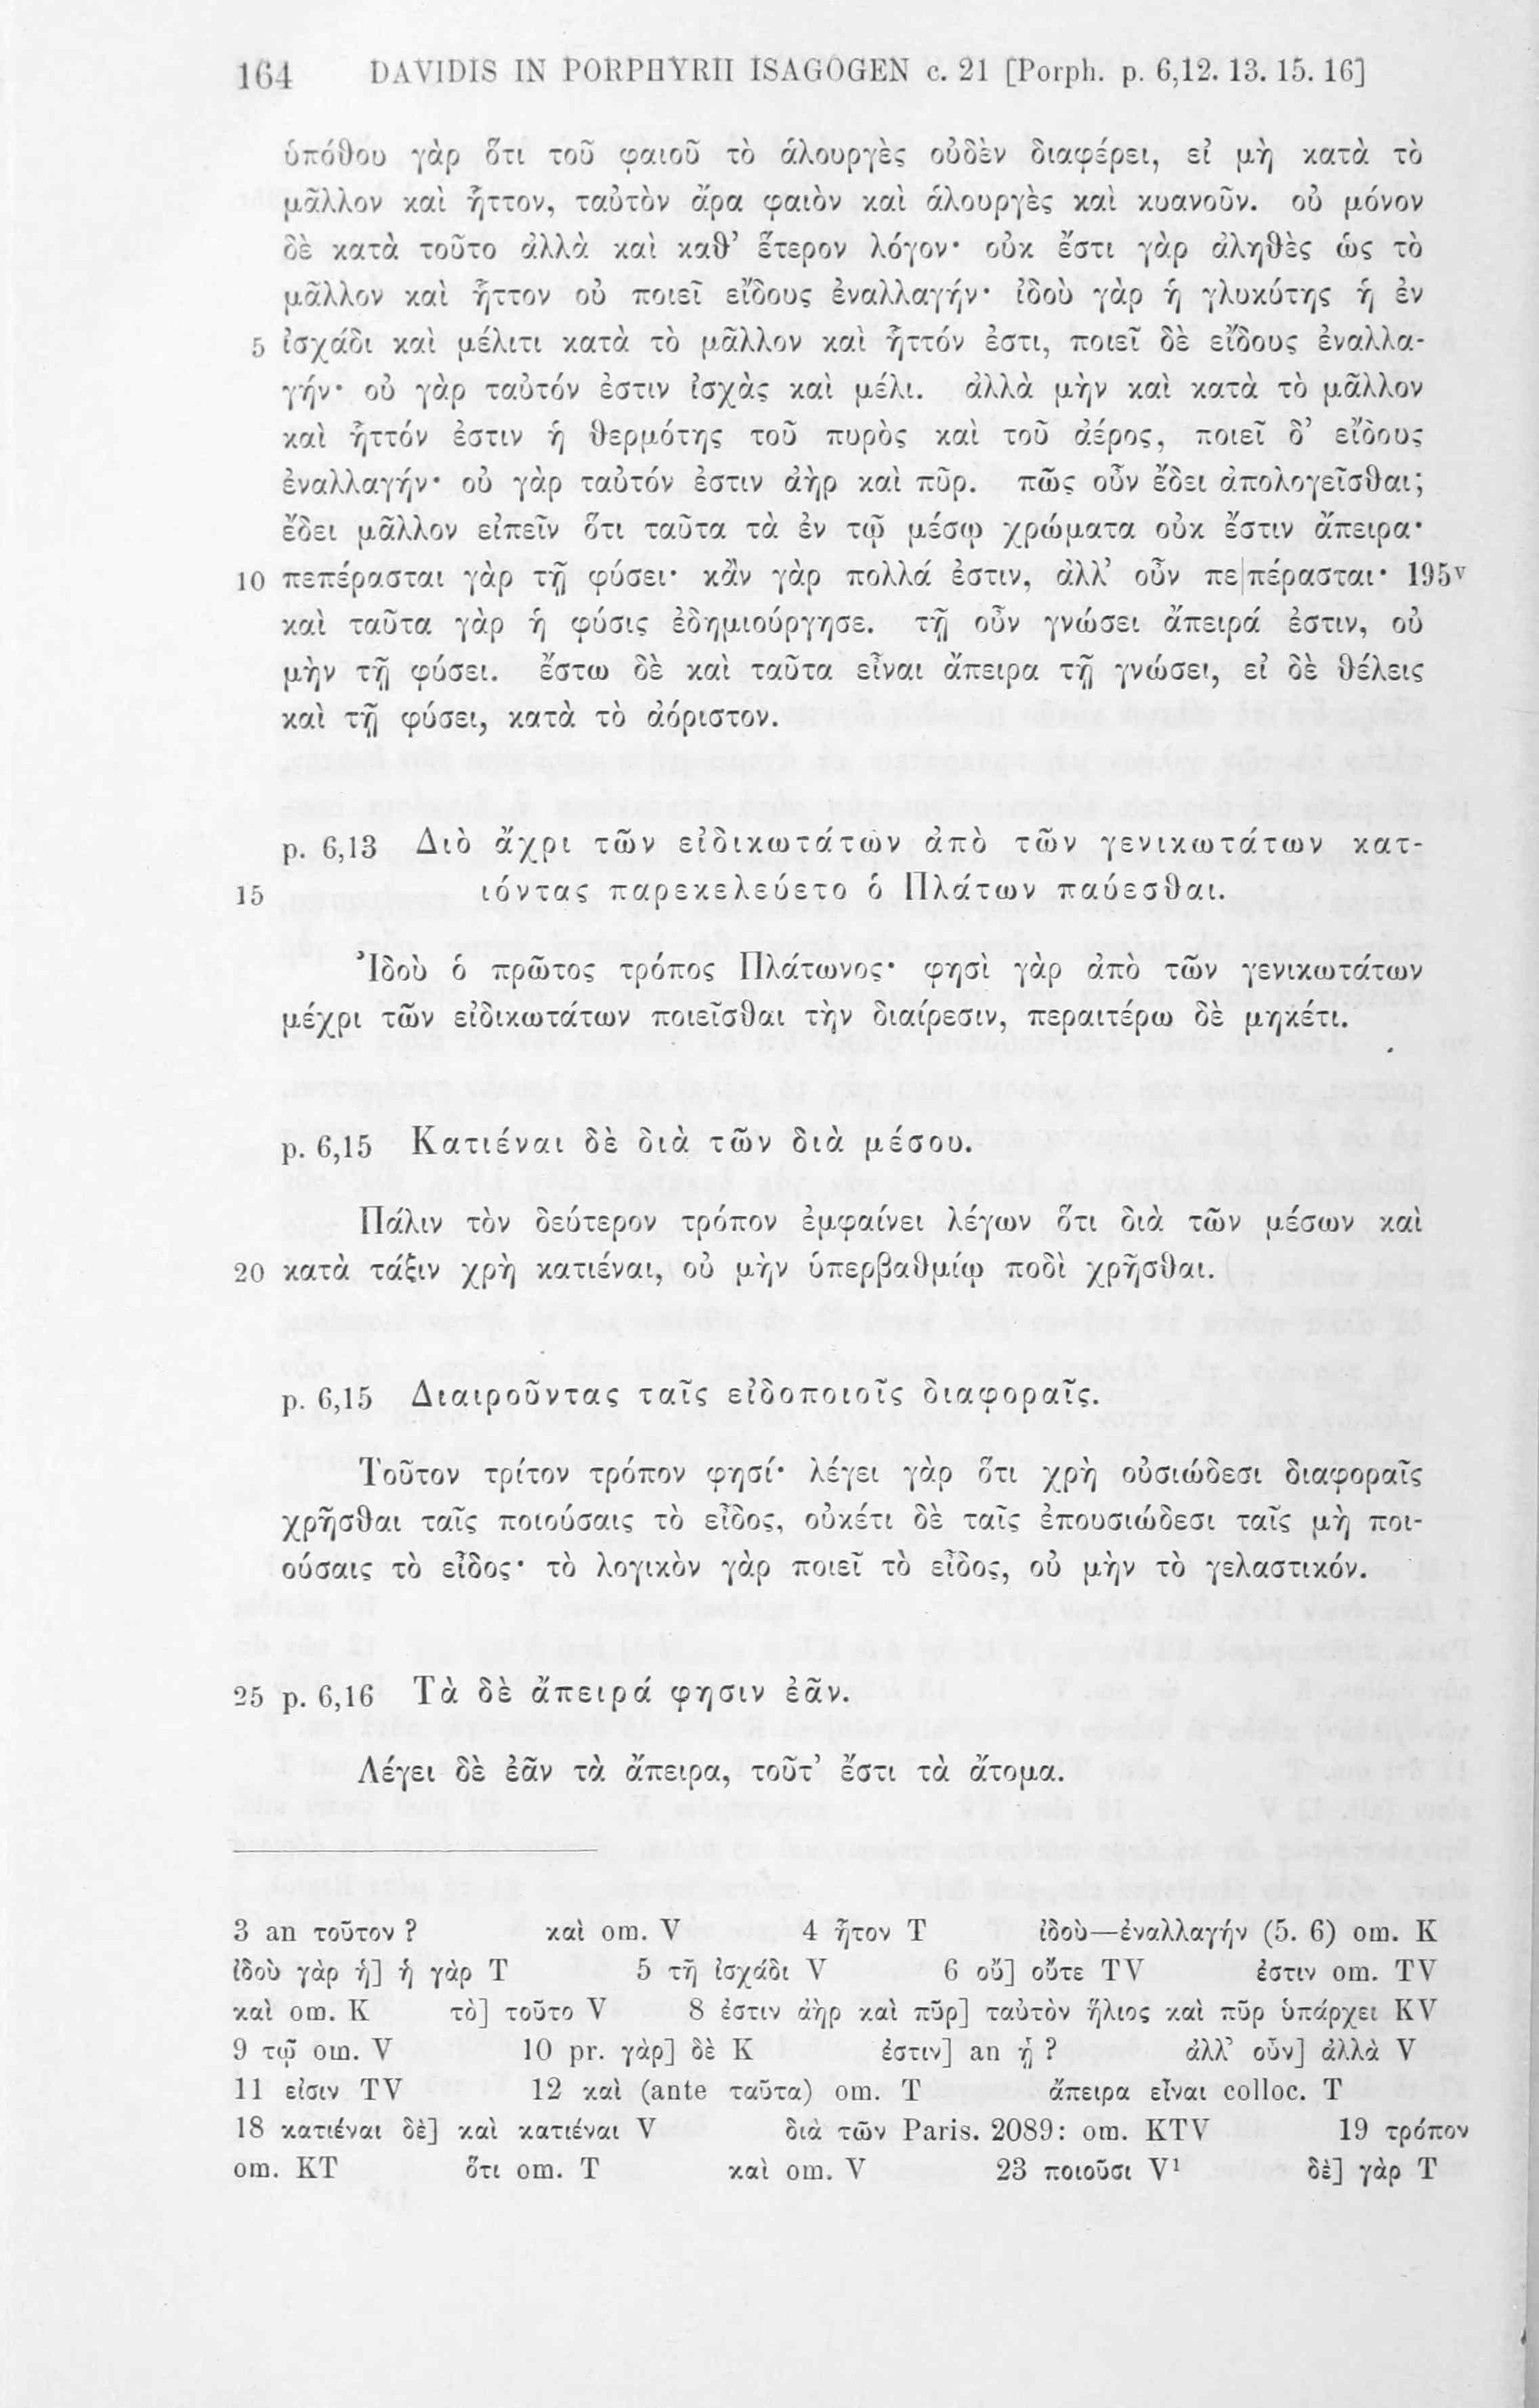 164 DAVIDIS IN PORPHYRII ISAGOGEN c. 21 [Porph. p. 6,12. 13. 15. 16]
ὑπόθου γὰρ ὅτι τοῦ φαιοῦ τὸ ἁλουργὲς οὐδὲν διαφέρει, εἰ μὴ κατὰ τὸ
μᾶλλον καὶ ἧττον, ταὐτὸν ἄρα φαιὸν καὶ ἁλουργὲς καὶ κυανοῦν. οὐ μόνον
δὲ κατὰ τοῦτο ἀλλὰ καὶ καθ’ ἕτερον λόγον· οὐκ ἔστι γὰρ ἀληθὲς ὡς τὸ
μᾶλλον καὶ ἧττον οὐ ποιεῖ εἴδους ἐναλλαγήν· ἰδοὺ γὰρ ἡ γλυκύτης ἡ ἐν
5 ἰσχάδι καὶ μέλιτι κατὰ τὸ μᾶλλον καὶ ἧττόν ἐστι, ποιεῖ δὲ εἴδους ἐναλλα-
γήν· οὐ γὰρ ταὐτόν ἐστιν ἰσχὰς καὶ μέλι. ἀλλὰ μὴν καὶ κατὰ τὸ μᾶλλον
καὶ ἧττόν ἐστιν ἡ θερμότης τοῦ πυρὸς καὶ τοῦ ἀέρος, ποιεῖ δ’ εἴδους
ἐναλλαγήν· οὐ γὰρ ταὐτόν ἐστιν ἀὴρ καὶ πῦρ. πῶς οὖν ἔδει ἀπολογεῖσθαι;
ἔδει μᾶλλον εἰπεῖν ὅτι ταῦτα τὰ ἐν τῷ μέσῳ χρώματα οὐκ ἔστιν ἄπειρα·
10 πεπέρασται γὰρ τῇ φύσει· κἂν γὰρ πολλά ἐστιν, ἀλλ’ οὖν πε|πέρασται· 195v
καὶ ταῦτα γὰρ ἡ φύσις ἐδημιούργησε. τῇ οὖν γνώσει ἄπειρά ἐστιν, οὐ
μὴν τῇ φύσει. ἔστω δὲ καὶ ταῦτα εἶναι ἄπειρα τῇ γνώσει, εἰ δὲ θέλεις
καὶ τῇ φύσει, κατὰ τὸ ἀόριστον.
p. 6,13 Διὸ ἄχρι τῶν εἰδικωτάτων ἀπὸ τῶν γενικωτάτων κατ-
15 ιόντας παρεκελεύετο ὁ Πλάτων παύεσθαι.
Ἰδοὺ ὁ πρῶτος τρόπος Πλάτωνος· φησὶ γὰρ ἀπὸ τῶν γενικωτάτων
μέχρι τῶν εἰδικωτάτων ποιεῖσθαι τὴν διαίρεσιν, περαιτέρω δὲ μηκέτι.
p. 6,15 Κατιέναι δὲ διὰ τῶν διὰ μέσου.
Πάλιν τὸν δεύτερον τρόπον ἐμφαίνει λέγων ὅτι διὰ τῶν μέσων καὶ
20 κατὰ τάξιν χρὴ κατιέναι, οὐ μὴν ὑπερβαθμίῳ ποδὶ χρῆσθαι.
p. 6,15 Διαιροῦντας ταῖς εἰδοποιοῖς διαφοραῖς.
Τοῦτον τρίτον τρόπον φησί· λέγει γὰρ ὅτι χρὴ οὐσιώδεσι διαφοραῖς
χρῆσθαι ταῖς ποιούσαις τὸ εἶδος, οὐκέτι δὲ ταῖς ἐπουσιώδεσι ταῖς μὴ ποι-
ούσαις τὸ εἶδος· τὸ λογικὸν γὰρ ποιεῖ τὸ εἶδος, οὐ μὴν τὸ γελαστικόν.
25 p. 6,16 Τὰ δὲ ἄπειρά φησιν ἐᾶν.
Λέγει δὲ ἐᾶν τὰ ἄπειρα, τοῦτ’ ἔστι τὰ ἄτομα.
3 an τοῦτον ? καὶ om. V 4 ἧτον T ἰδοὺ—ἐναλλαγήν (5. 6) om. K
ἰδοὺ γὰρ ἡ] ἡ γὰρ T 5 τῇ ἰσχάδι V 6 οὔ] οὔτε TV ἐστιν om. TV
καὶ om. K τὸ] τοῦτο V 8 ἐστιν ἀὴρ καὶ πῦρ] ταὐτὸν ἥλιος καὶ πῦρ ὑπάρχει KV
9 τῷ om. V 10 pr. γὰρ] δὲ K ἐστιν] an ᾖ ? ἀλλ’ οὖν] ἀλλὰ V
11 εἰσιν TV 12 καὶ (ante ταῦτα) om. T ἄπειρα εἶναι colloc. T
18 κατιέναι δὲ] καὶ κατιέναι V διὰ τῶν Paris. 2089: om. KTV 19 τρόπον
om. KT ὅτι om. T καὶ om. V 23 ποιοῦσι V¹ δὲ] γὰρ T